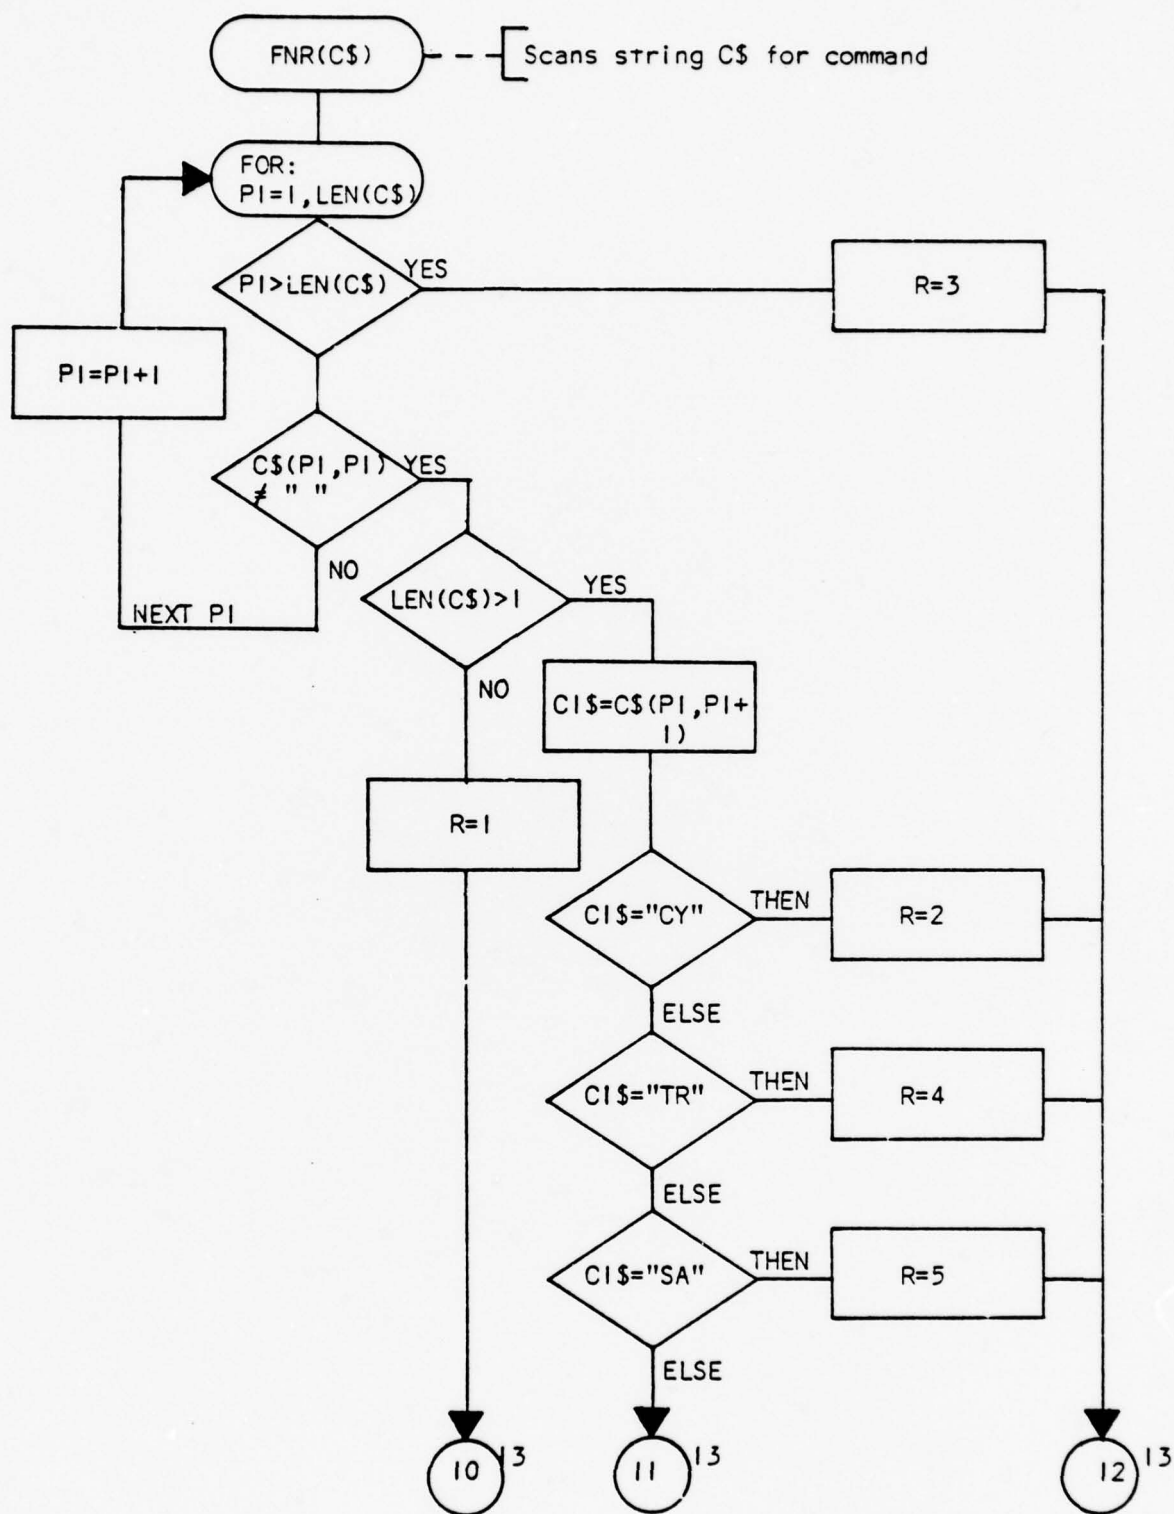 FNR(C$)
Scans string C$ for command
FOR:
P1=1,LEN(C$)
P1>LEN(C$)
YES
R=3
P1=P1+1
C$(P1,P1)
≠ " "
YES
NO
NEXT P1
LEN(C$)>1
YES
NO
C1$=C$(P1,P1+
1)
R=1
C1$="CY"
THEN
R=2
ELSE
C1$="TR"
THEN
R=4
ELSE
C1$="SA"
THEN
R=5
ELSE
10
13
11
13
12
13